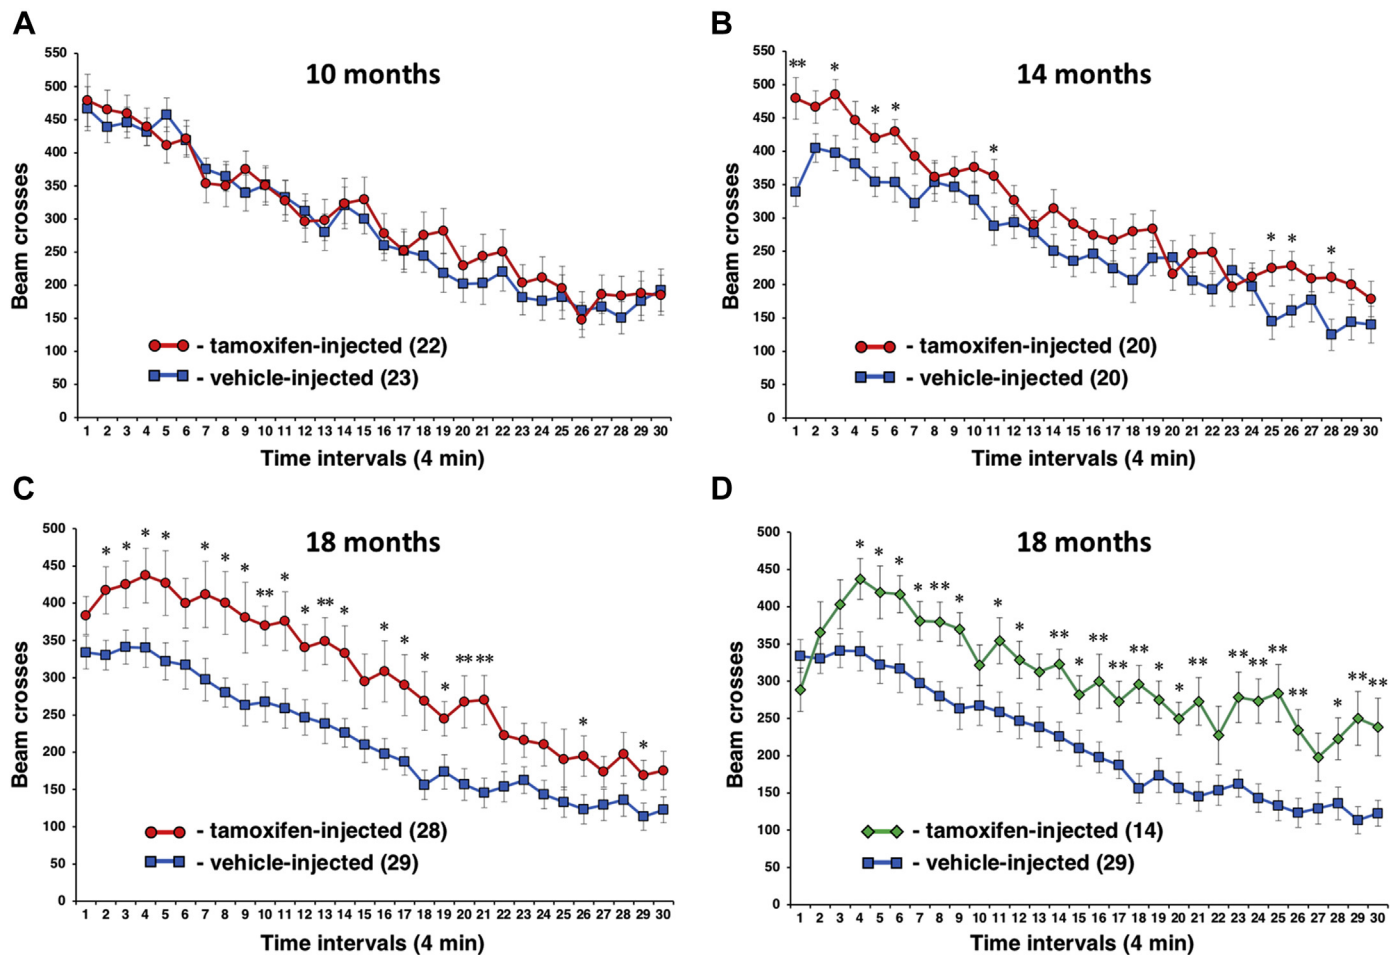 A
10 months
550
500
450
400
350
300
250
200
150
100
50
0
Beam crosses
- tamoxifen-injected (22)
- vehicle-injected (23)
1 2 3 4 5 6 7 8 9 10 11 12 13 14 15 16 17 18 19 20 21 22 23 24 25 26 27 28 29 30
Time intervals (4 min)
B
14 months
550
500
450
400
350
300
250
200
150
100
50
0
Beam crosses
** * * * * * * *
- tamoxifen-injected (20)
- vehicle-injected (20)
1 2 3 4 5 6 7 8 9 10 11 12 13 14 15 16 17 18 19 20 21 22 23 24 25 26 27 28 29 30
Time intervals (4 min)
C
18 months
500
450
400
350
300
250
200
150
100
50
0
Beam crosses
* * * * * * * ** * * ** * * * * * ** ** * *
- tamoxifen-injected (28)
- vehicle-injected (29)
1 2 3 4 5 6 7 8 9 10 11 12 13 14 15 16 17 18 19 20 21 22 23 24 25 26 27 28 29 30
Time intervals (4 min)
D
18 months
500
450
400
350
300
250
200
150
100
50
0
Beam crosses
* * * * ** * * * ** * ** ** ** * * ** ** ** ** ** * ** **
- tamoxifen-injected (14)
- vehicle-injected (29)
1 2 3 4 5 6 7 8 9 10 11 12 13 14 15 16 17 18 19 20 21 22 23 24 25 26 27 28 29 30
Time intervals (4 min)